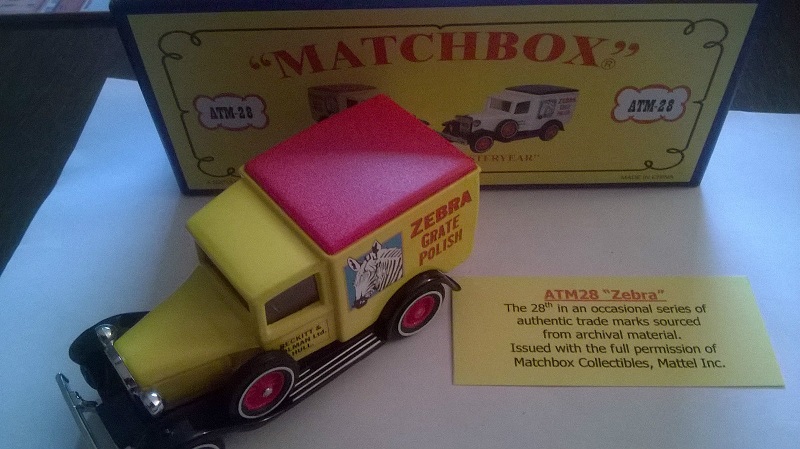 "MATCHBOX"®
ATM-28
ATM-28
MADE IN CHINA
ZEBRA
GRATE
POLISH
HULL.
ATM28 "Zebra"
The 28th in an occasional series of
authentic trade marks sourced
from archival material.
Issued with the full permission of
Matchbox Collectibles, Mattel Inc.